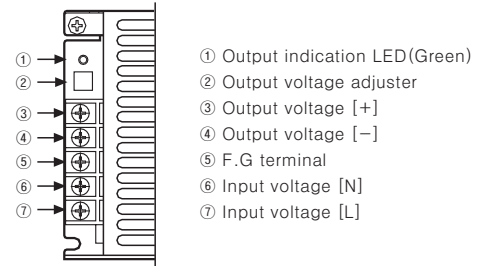 ①
②
③
④
⑤
⑥
⑦
① Output indication LED(Green)
② Output voltage adjuster
③ Output voltage [+]
④ Output voltage [−]
⑤ F.G terminal
⑥ Input voltage [N]
⑦ Input voltage [L]